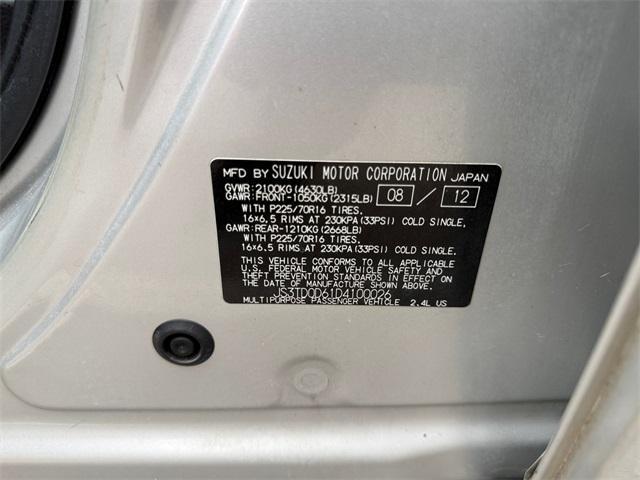 MFD BY SUZUKI MOTOR CORPORATION JAPAN
GVWR: 2100KG (4630LB)
GAWR: FRONT-1050KG (2315LB) 08 / 12
WITH P225/70R16 TIRES,
16x6.5 RIMS AT 230KPA (33PSI) COLD SINGLE,
GAWR: REAR-1210KG (2668LB)
WITH P225/70R16 TIRES,
16x6.5 RIMS AT 230KPA (33PSI) COLD SINGLE,
THIS VEHICLE CONFORMS TO ALL APPLICABLE
U.S. FEDERAL MOTOR VEHICLE SAFETY AND
THEFT PREVENTION STANDARDS IN EFFECT ON
THE DATE OF MANUFACTURE SHOWN ABOVE.
JS3TD0D61D4100026
MULTIPURPOSE PASSENGER VEHICLE 2.4L US